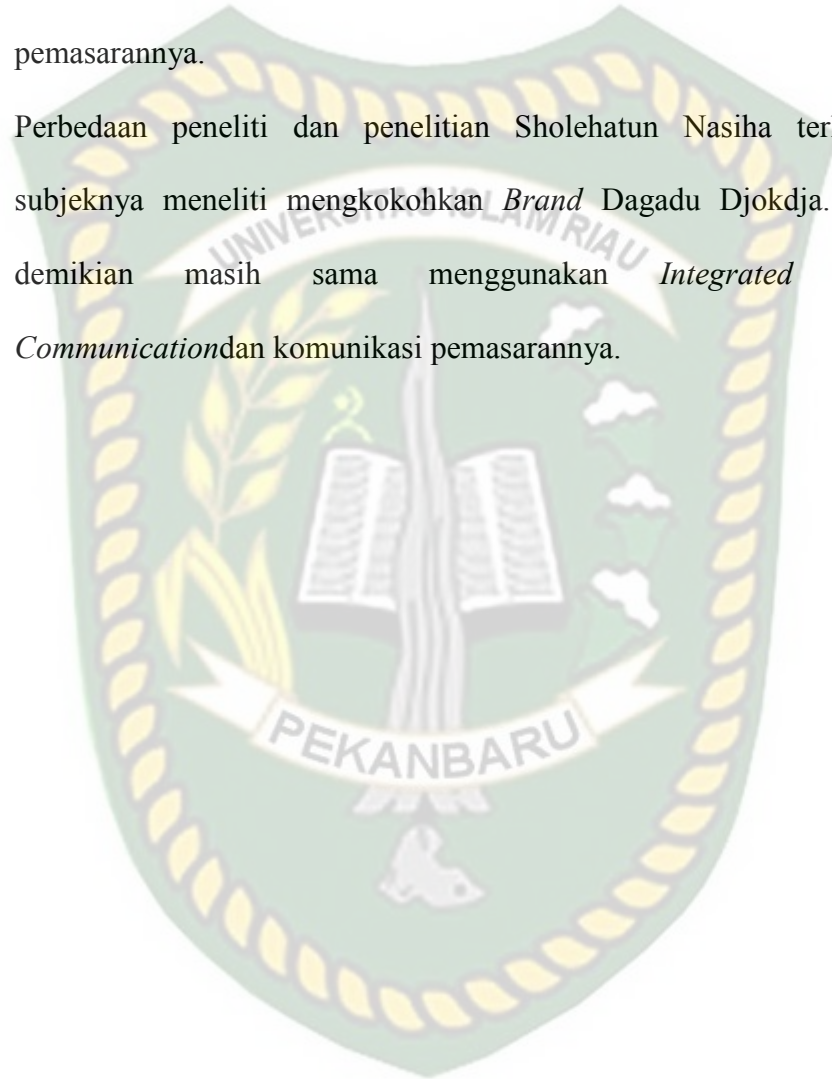 pemasarannya.
Perbedaan peneliti dan penelitian Sholehatun Nasiha
subjeknya meneliti mengkokohkan Brand Dagadu Djokdja.
demikian masih sama menggunakan Integrated
Communicationdan komunikasi pemasarannya.
UNIVERSITAS ISLAM RIAU
PEKANBARU